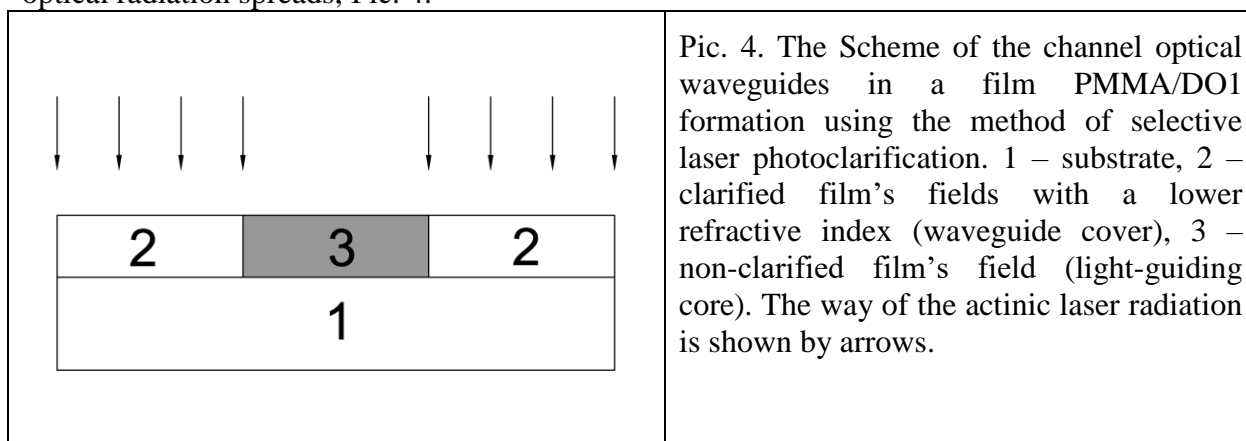 optical radiation spreads, Pic. 4.
2
3
2
1
Pic. 4. The Scheme of the channel optical
waveguides in a film PMMA/DO1
formation using the method of selective
laser photoclarification. 1 – substrate, 2 –
clarified film's fields with a lower
refractive index (waveguide cover), 3 –
non-clarified film's field (light-guiding
core). The way of the actinic laser radiation
is shown by arrows.